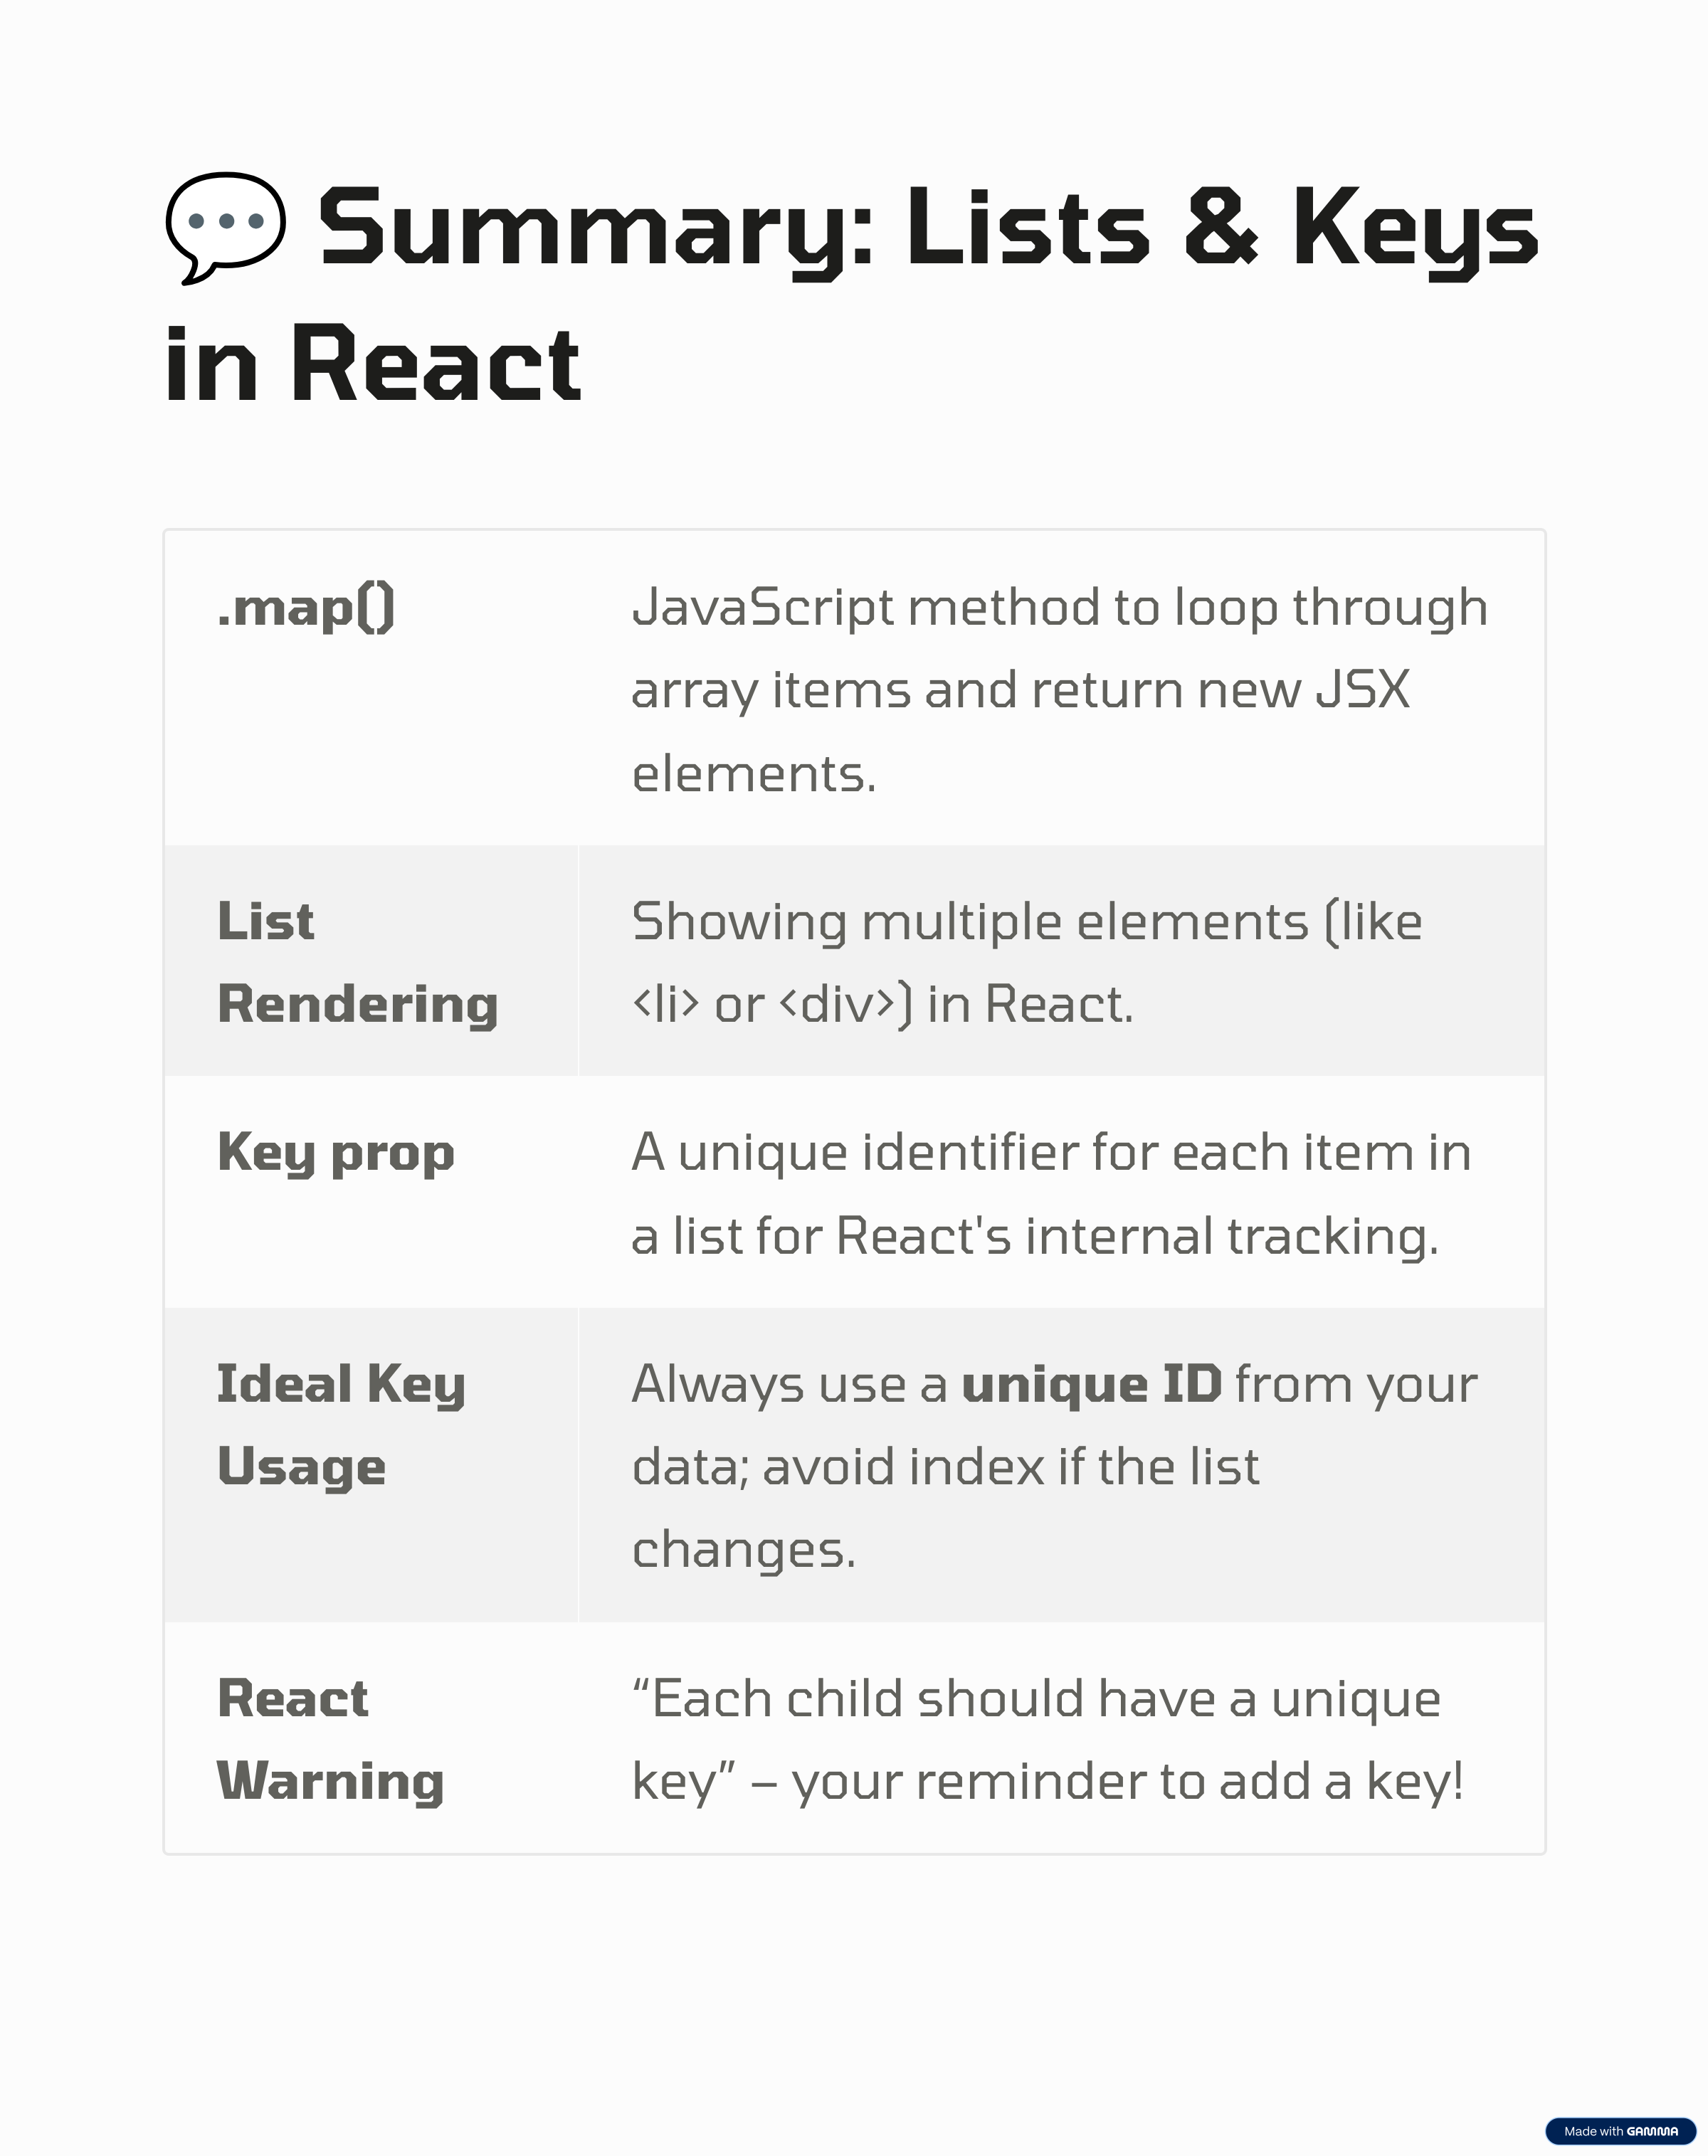 💬 Summary: Lists & Keys
in React
.map()
JavaScript method to loop through
array items and return new JSX
elements.
List
Rendering
Showing multiple elements (like
<li> or <div>) in React.
Key prop
A unique identifier for each item in
a list for React's internal tracking.
Ideal Key
Usage
Always use a unique ID from your
data; avoid index if the list
changes.
React
Warning
“Each child should have a unique
key” – your reminder to add a key!
Made with GAMMA